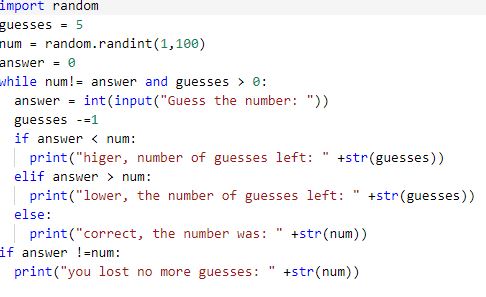 import random
guesses = 5
num = random.randint(1,100)
answer = 0
while num!= answer and guesses > 0:
  answer = int(input("Guess the number: "))
  guesses -=1
  if answer < num:
    print("higer, number of guesses left: " +str(guesses))
  elif answer > num:
    print("lower, the number of guesses left: " +str(guesses))
  else:
    print("correct, the number was: " +str(num))
if answer !=num:
  print("you lost no more guesses: " +str(num))